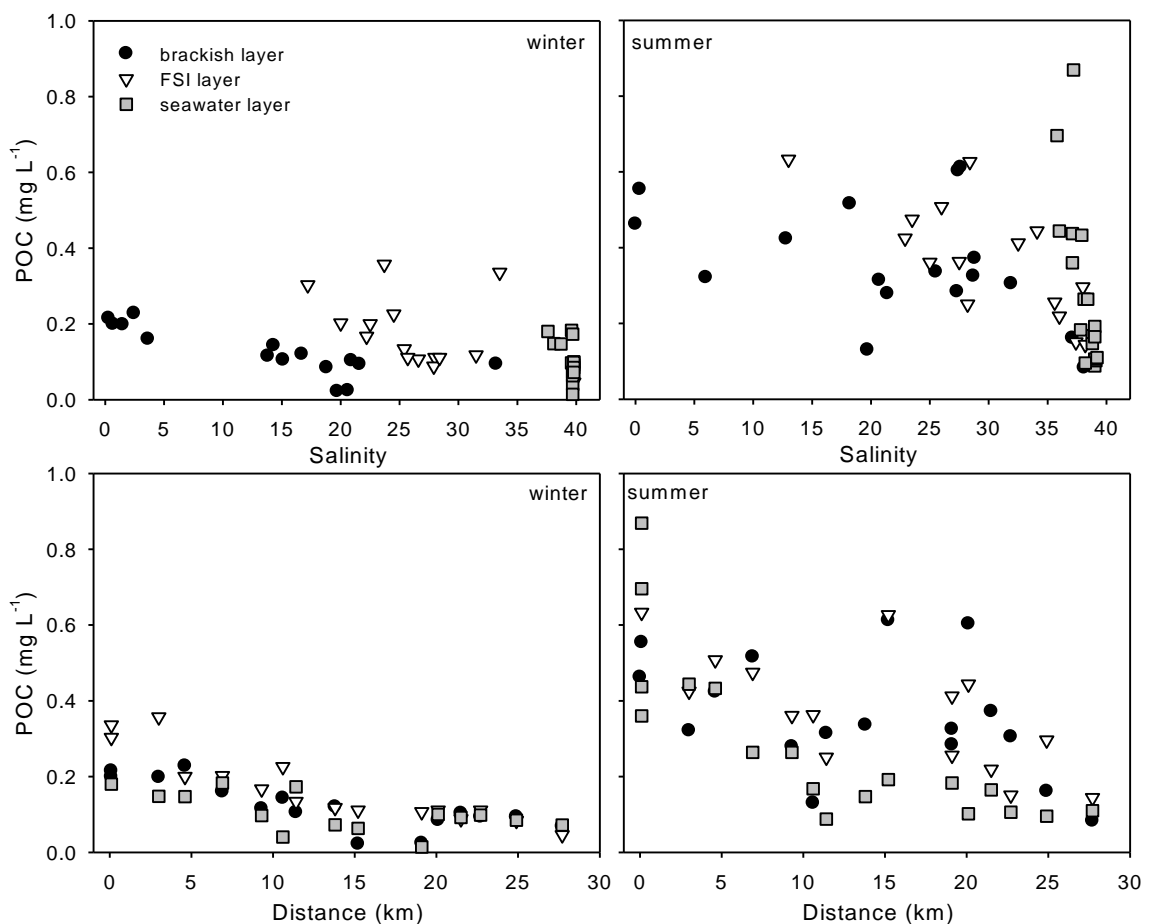 winter
summer
brackish layer
FSI layer
seawater layer
POC (mg L⁻¹)
1.0
0.8
0.6
0.4
0.2
0.0
0 5 10 15 20 25 30 35 40
0 5 10 15 20 25 30 35 40
Salinity
Salinity
winter
summer
POC (mg L⁻¹)
1.0
0.8
0.6
0.4
0.2
0.0
0 5 10 15 20 25 30
0 5 10 15 20 25 30
Distance (km)
Distance (km)